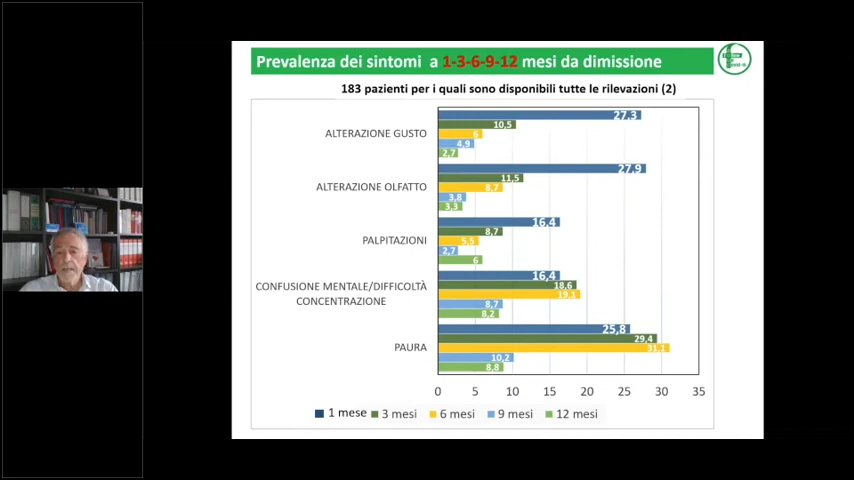 Prevalenza dei sintomi a 1-3-6-9-12 mesi da dimissione
183 pazienti per i quali sono disponibili tutte le rilevazioni (2)
ALTERAZIONE GUSTO
27,3
10,5
6
4,9
2,7
ALTERAZIONE OLFATTO
27,9
11,5
8,7
3,8
3,3
PALPITAZIONI
16,4
8,7
5,5
2,7
6
CONFUSIONE MENTALE/DIFFICOLTÀ
CONCENTRAZIONE
16,4
18,6
19,1
8,7
8,2
PAURA
25,8
29,4
31,1
10,2
8,8
0 5 10 15 20 25 30 35
1 mese 3 mesi 6 mesi 9 mesi 12 mesi